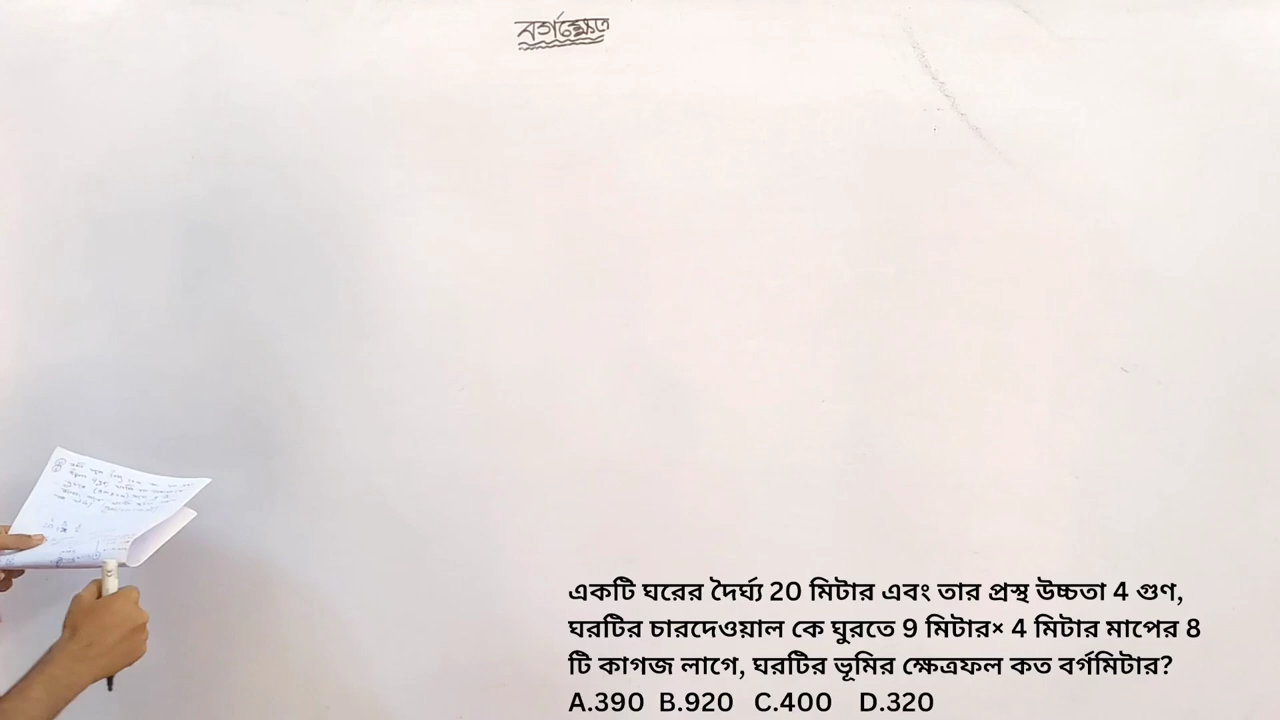 বর্গক্ষেত্র
একটি ঘরের দৈর্ঘ্য 20 মিটার এবং তার প্রস্থ উচ্চতা 4 গুণ,
ঘরটির চারদেওয়াল কে ঘুরতে 9 মিটার× 4 মিটার মাপের 8
টি কাগজ লাগে, ঘরটির ভূমির ক্ষেত্রফল কত বর্গমিটার?
A.390 B.920 C.400 D.320